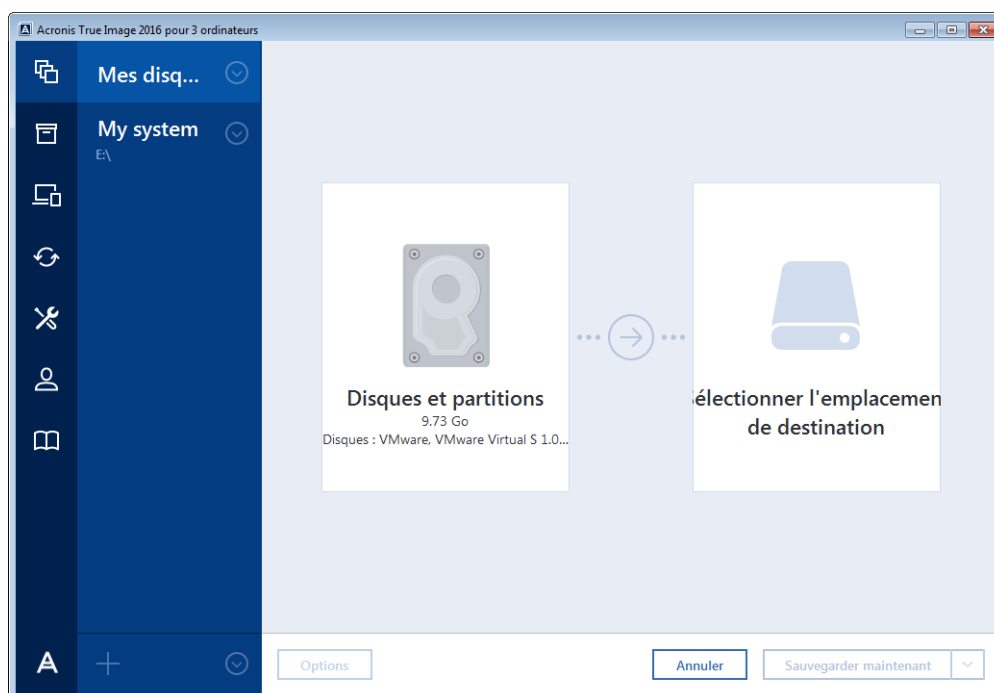 Acronis True Image 2016 pour 3 ordinateurs
Mes disq...
My system
E:\
Disques et partitions
9.73 Go
Disques : VMware, VMware Virtual S 1.0...
électionner l'emplacemen
de destination
Options
Annuler
Sauvegarder maintenant